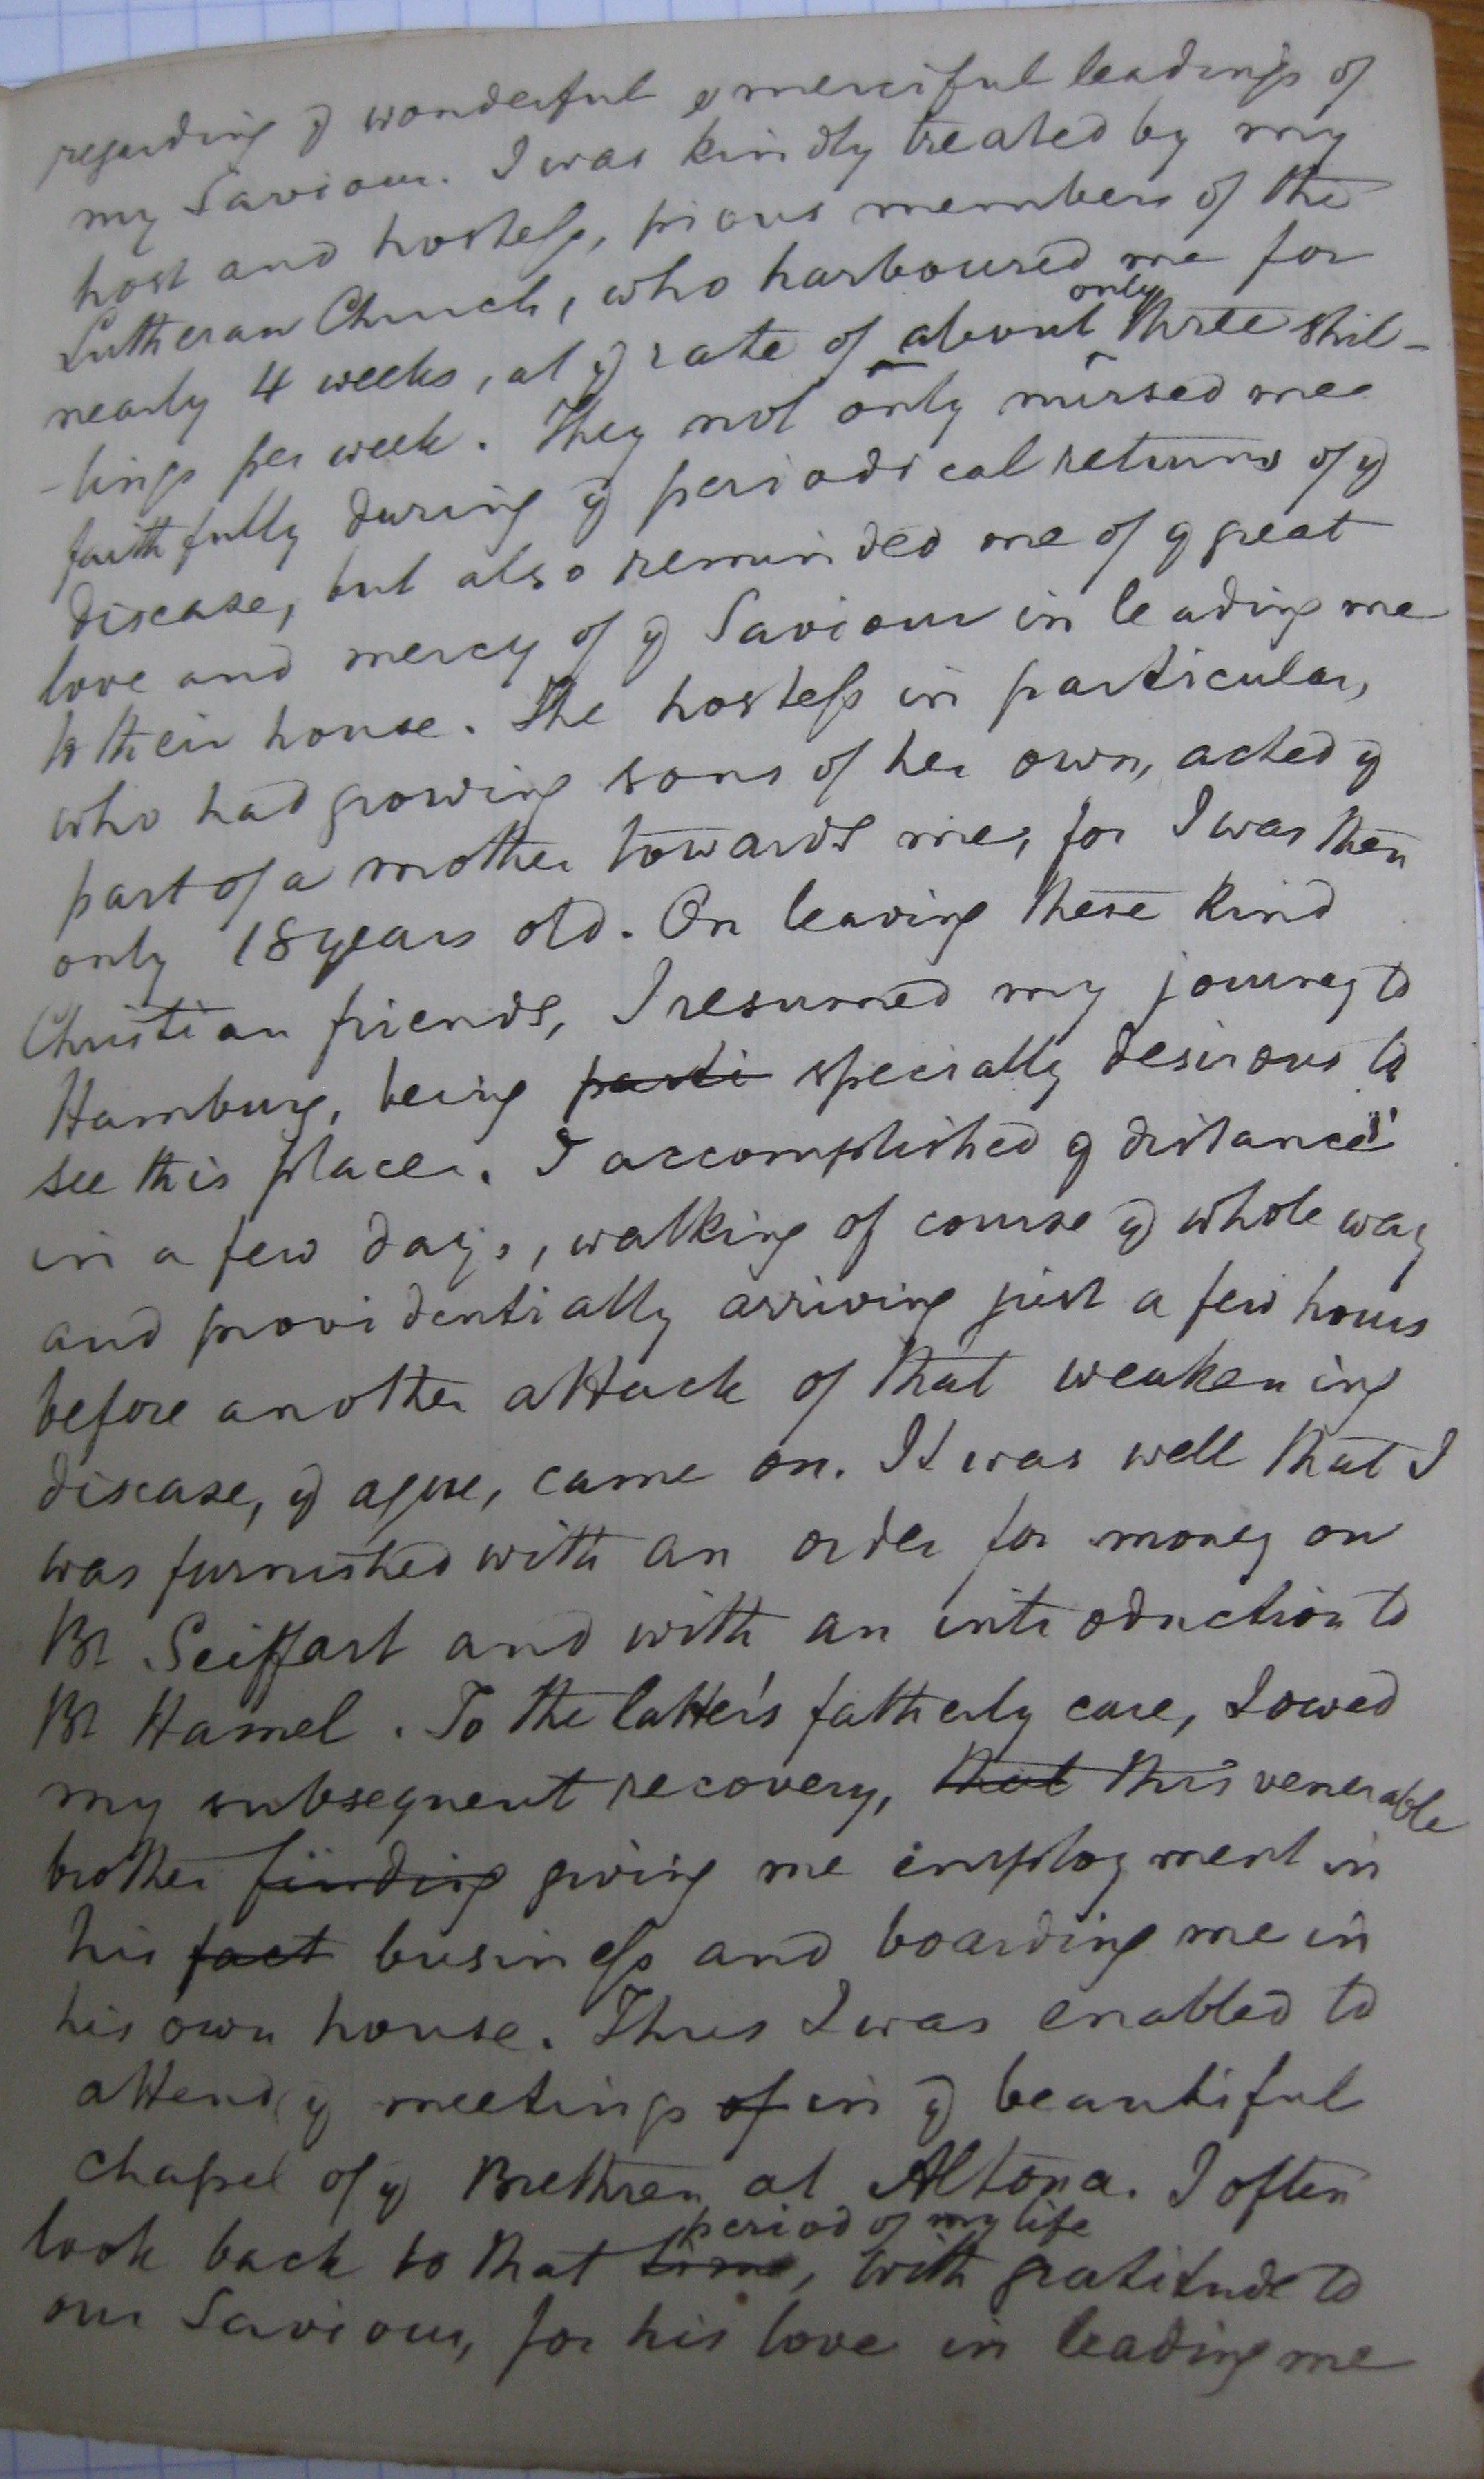 regarding ye wonderful & merciful leadings of
my Saviour. I was kindly treated by my
host and hostess, pious members of the
Lutheran Church, who harboured me for
only
nearly 4 weeks, at ye rate of about three shil-
-lings per week. They not only nursed me
faithfully during ye periodical returns of ye
disease, but also reminded me of ye great
love and mercy of ye Saviour in leading me
to their house. The hostess in particular,
who had growing sons of her own, acted ye
part of a mother towards me, for I was then
only 18 years old. On leaving these kind
Christian friends, I resumed my journey to
Hamburg, being parti specially desirous to
see this place. I accomplished ye distance
in a few days, walking of course ye whole way
and providentially arriving just a few hours
before another attack of that weakening
disease, ye ague, came on. It was well that I
was furnished with an order for money on
Br Seiffart and with an introduction to
Br Hamel. To the latter's fatherly care, I owed
my subsequent recovery, that this venerable
brother finding giving me employment in
his fact business and boarding me in
his own house. Thus I was enabled to
attend ye meetings of in ye beautiful
chapel of ye Brethren at Altona. I often
period of my life
look back to that time, with gratitude to
our Saviour, for his love in leading me